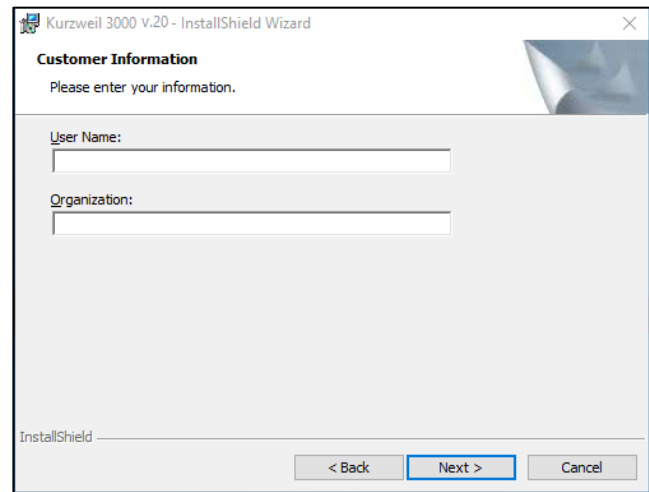 Kurzweil 3000 v.20 - InstallShield Wizard
Customer Information
Please enter your information.
User Name:
Organization:
InstallShield
< Back Next > Cancel